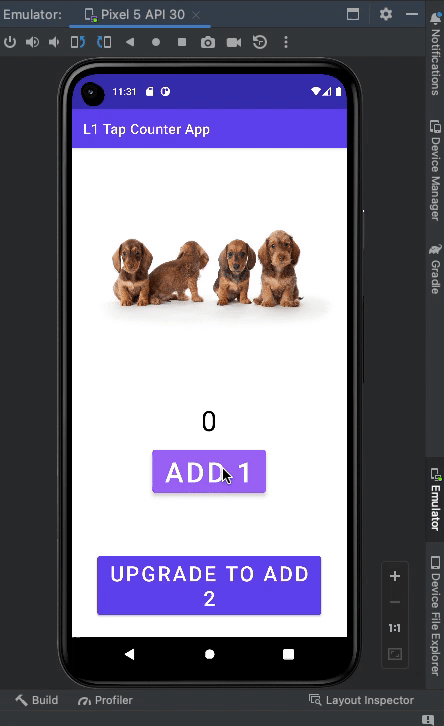 Emulator: Pixel 5 API 30
11:31
L1 Tap Counter App
0
ADD 1
UPGRADE TO ADD
2
Notifications
Device Manager
Gradle
Emulator
Device File Explorer
1:1
Build Profiler Layout Inspector